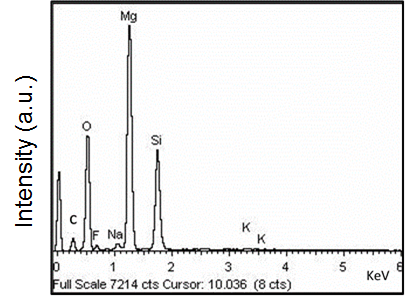 Intensity (a.u.)
Mg
O
Si
C
F
Na
K
K
0 1 2 3 4 5 6
KeV
Full Scale 7214 cts Cursor: 10.036 (8 cts)